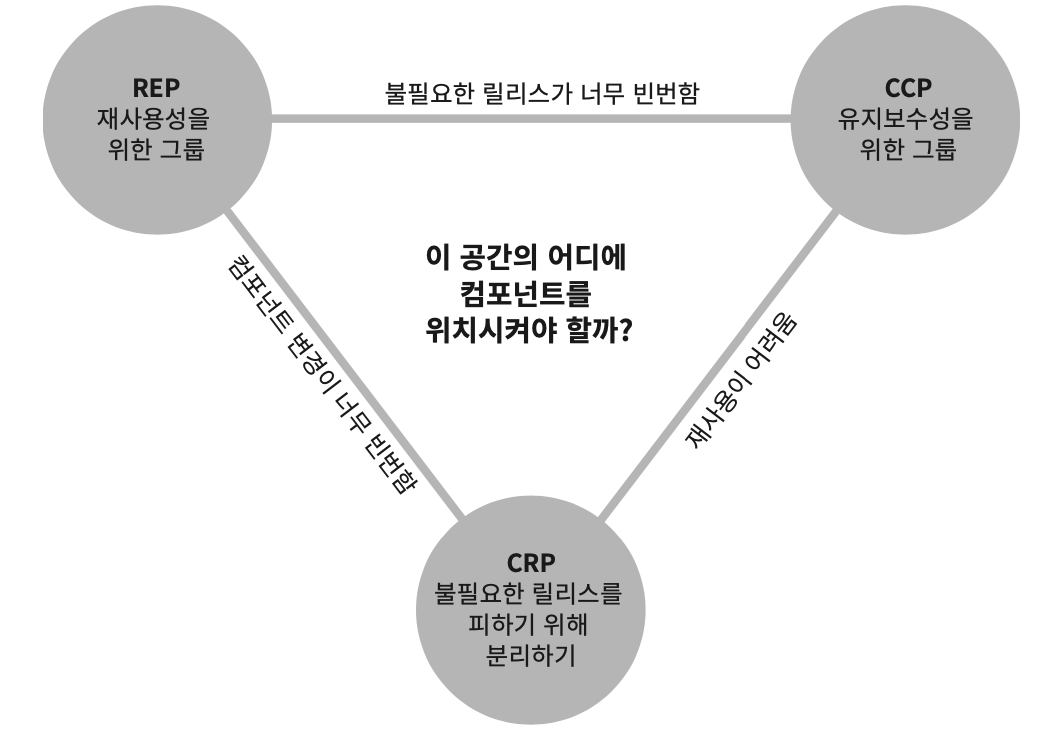 REP
재사용성을
위한 그룹
불필요한 릴리스가 너무 빈번함
CCP
유지보수성을
위한 그룹
이 공간의 어디에
컴포넌트를
위치시켜야 할까?
컴포넌트 변경이 너무 빈번함
재사용이 어려움
CRP
불필요한 릴리스를
피하기 위해
분리하기